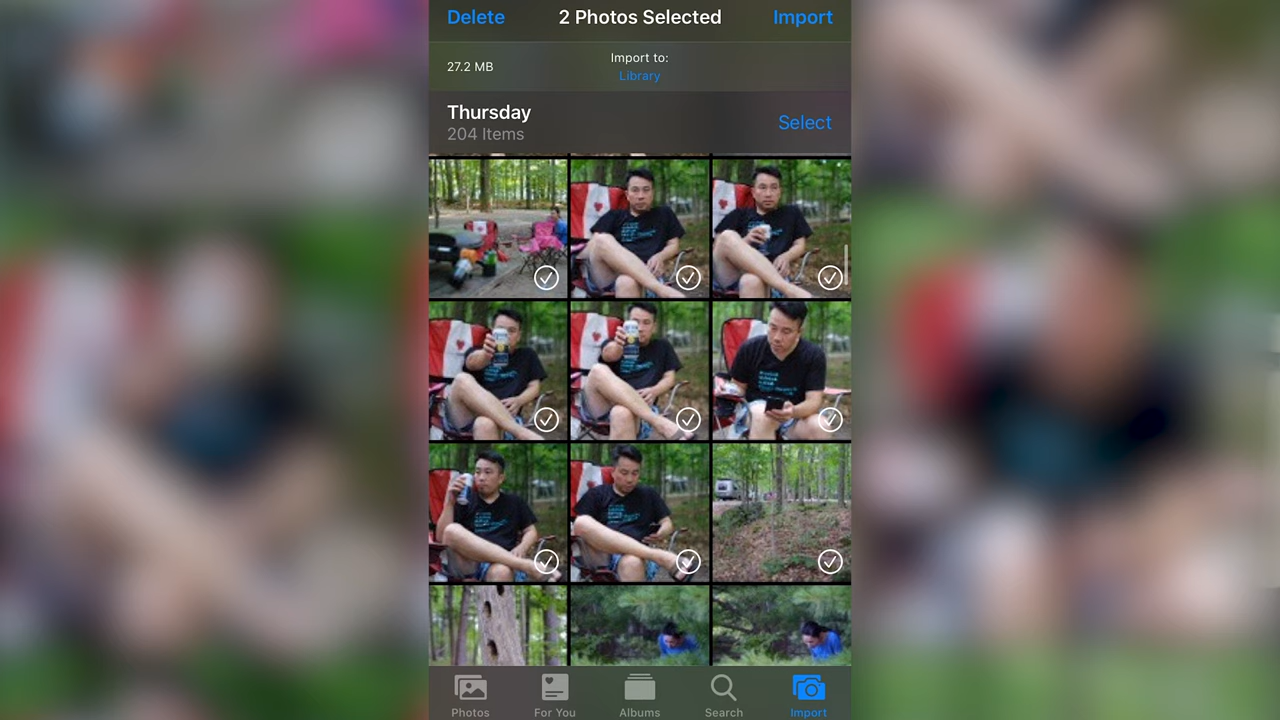 Delete 2 Photos Selected Import
27.2 MB
Import to:
Library
Thursday
204 Items
Select
Photos For You Albums Search Import